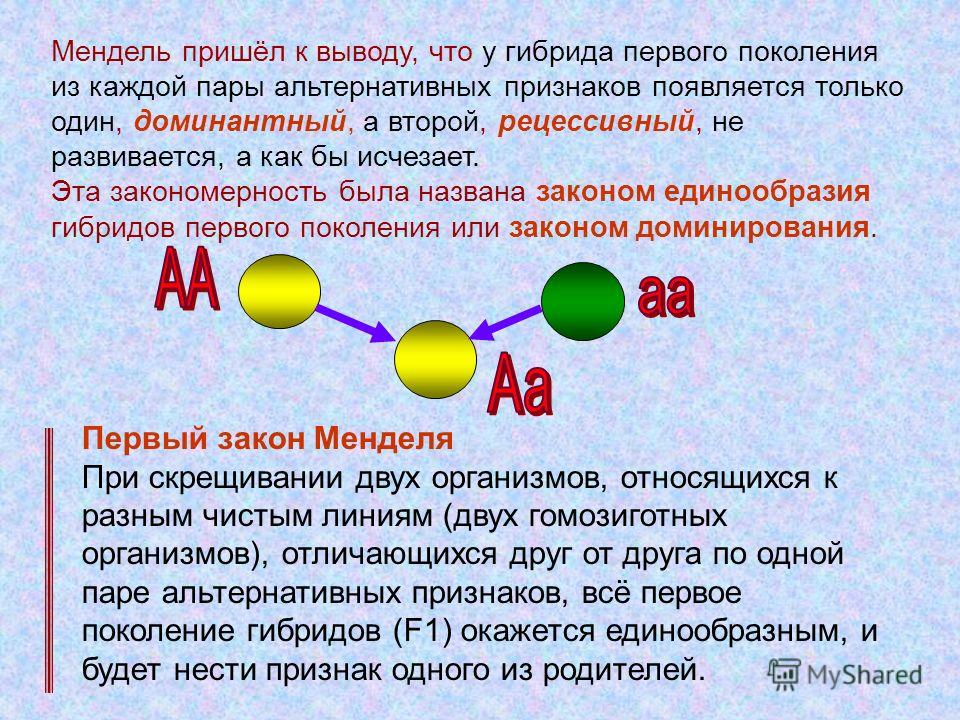 Мендель пришёл к выводу, что у гибрида первого поколения
из каждой пары альтернативных признаков появляется только
один, доминантный, а второй, рецессивный, не
развивается, а как бы исчезает.
Эта закономерность была названа законом единообразия
гибридов первого поколения или законом доминирования.
АА
аа
Аа
Первый закон Менделя
При скрещивании двух организмов, относящихся к
разным чистым линиям (двух гомозиготных
организмов), отличающихся друг от друга по одной
паре альтернативных признаков, всё первое
поколение гибридов (F1) окажется единообразным, и
будет нести признак одного из родителей.
MyShared